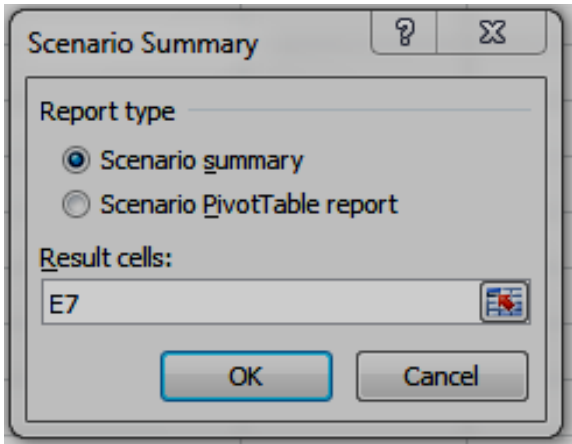 Scenario Summary
?
Report type
Scenario summary
Scenario PivotTable report
Result cells:
E7
OK
Cancel